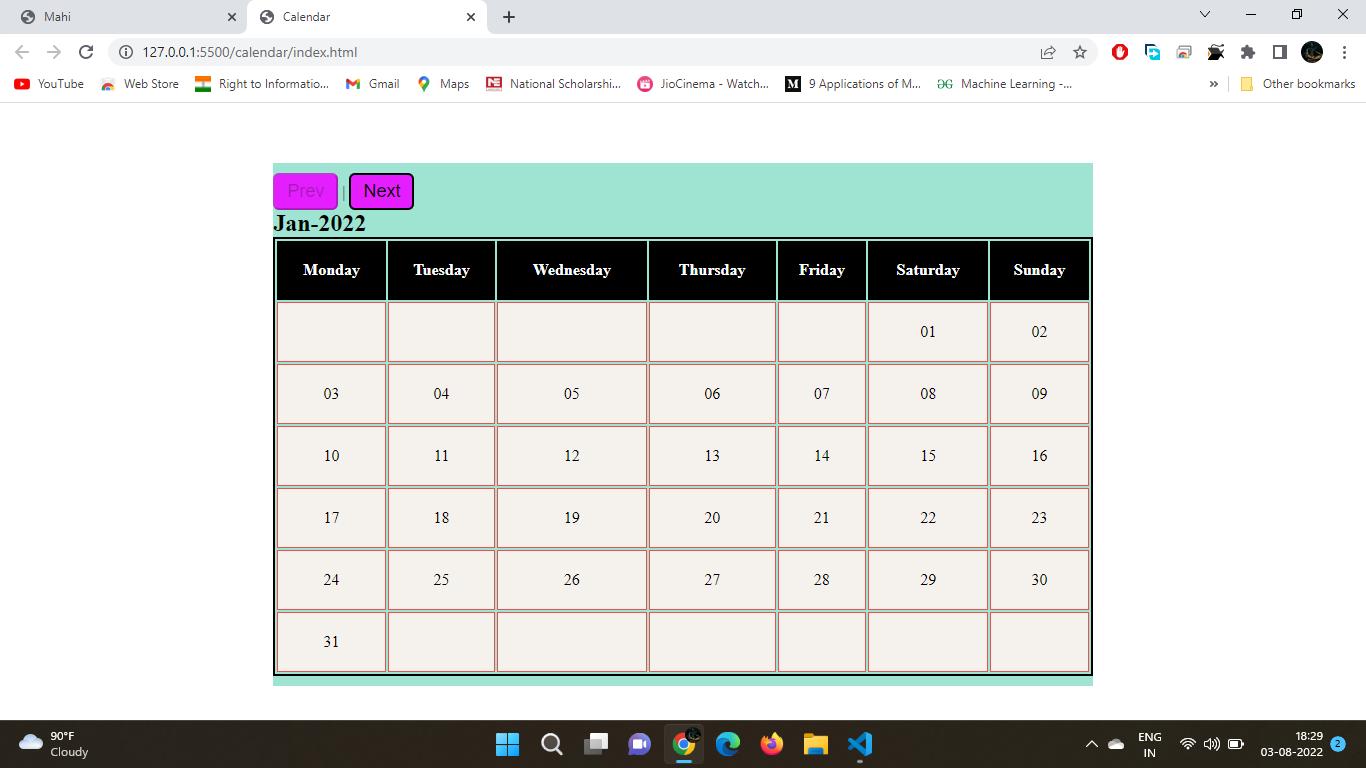 Mahi
Calendar
127.0.0.1:5500/calendar/index.html
YouTube
Web Store
Right to Informatio...
Gmail
Maps
National Scholarshi...
JioCinema - Watch...
M
9 Applications of M...
Machine Learning -...
»
Other bookmarks
Prev | Next
Jan-2022
Monday Tuesday Wednesday Thursday Friday Saturday Sunday
01 02
03 04 05 06 07 08 09
10 11 12 13 14 15 16
17 18 19 20 21 22 23
24 25 26 27 28 29 30
31
90°F
Cloudy
ENG
IN
18:29
03-08-2022
2